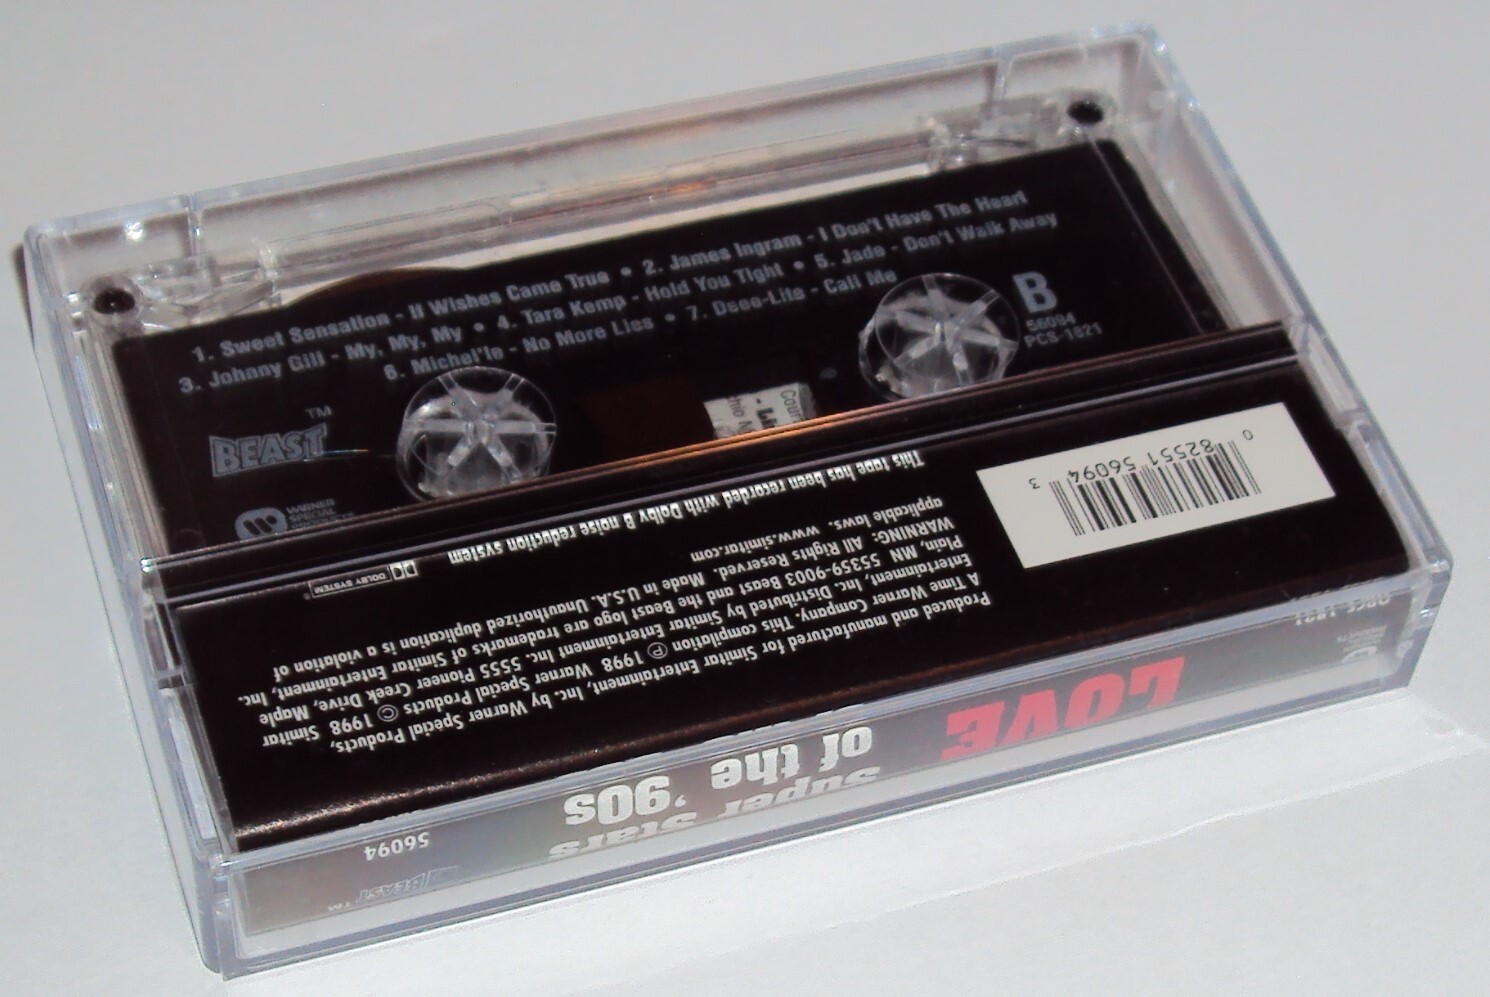 1. Sweet Sensation - If Wishes Came True • 2. James Ingram - I Don't Have The Heart
3. Johnny Gill - My, My, My • 4. Tara Kemp - Hold You Tight • 5. Jade - Don't Walk Away
6. Michel'le - No More Lies • 7. Deee-Lite - Call Me
B
56094
PCS-1821
BEAST™
WARNER
SPECIAL
PRODUCTS
Produced and manufactured for Simitar Entertainment, Inc. by Warner Special Products,
A Time Warner Company. This compilation ℗ 1998 Warner Special Products © 1998 Simitar
Entertainment, Inc. Distributed by Simitar Entertainment Inc. 5555 Pioneer Creek Drive, Maple
Plain, MN 55359-9003 Beast and the Beast logo are trademarks of Simitar Entertainment, Inc.
WARNING: All Rights Reserved. Made in U.S.A. Unauthorized duplication is a violation of
applicable laws. www.simitar.com
This tape has been recorded with Dolby B noise reduction system
DOLBY SYSTEM®
0 82551 56094 3
LOVE
Super Stars
of the '90s
56094
BEAST™